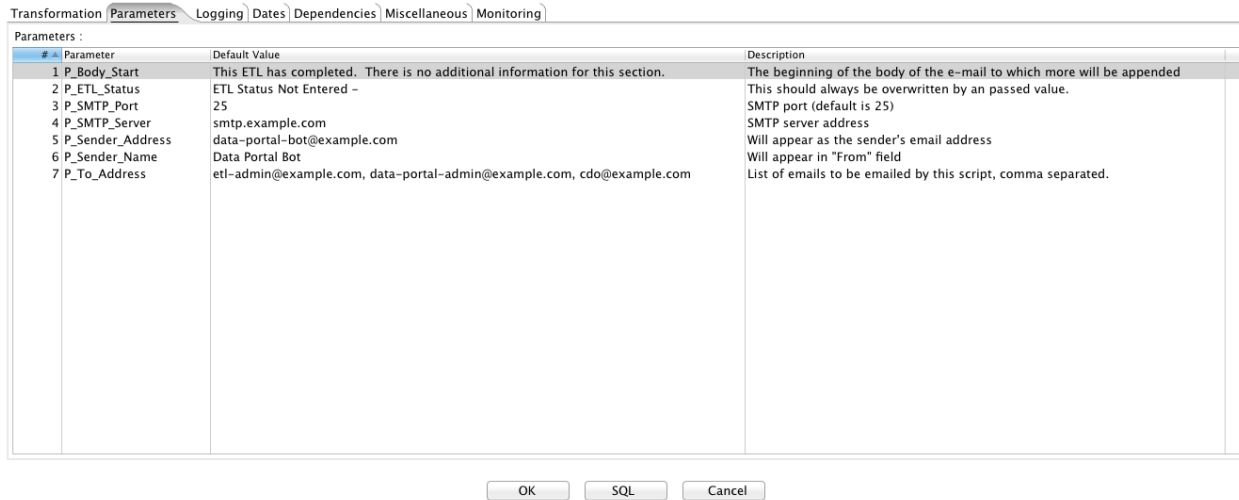 Transformation Parameters Logging Dates Dependencies Miscellaneous Monitoring
Parameters :
# Parameter Default Value Description
1 P_Body_Start This ETL has completed.  There is no additional information for this section. The beginning of the body of the e-mail to which more will be appended
2 P_ETL_Status ETL Status Not Entered – This should always be overwritten by an passed value.
3 P_SMTP_Port 25 SMTP port (default is 25)
4 P_SMTP_Server smtp.example.com SMTP server address
5 P_Sender_Address data-portal-bot@example.com Will appear as the sender's email address
6 P_Sender_Name Data Portal Bot Will appear in "From" field
7 P_To_Address etl-admin@example.com, data-portal-admin@example.com, cdo@example.com List of emails to be emailed by this script, comma separated.
OK SQL Cancel